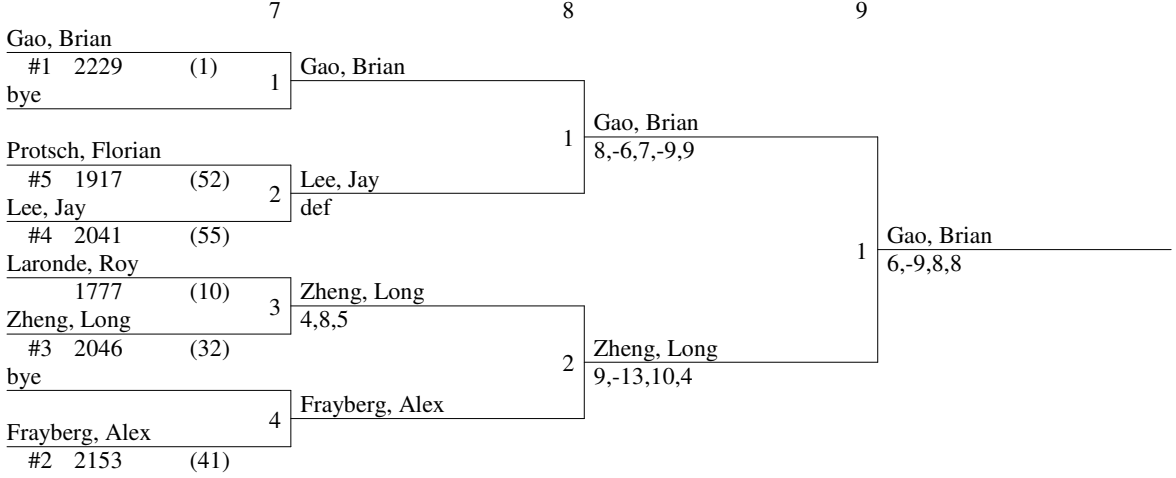 7 8 9
Gao, Brian
#1 2229 (1)
1 Gao, Brian
bye
1 Gao, Brian
8,-6,7,-9,9
Protsch, Florian
#5 1917 (52)
2 Lee, Jay
def
Lee, Jay
#4 2041 (55)
1 Gao, Brian
6,-9,8,8
Laronde, Roy
1777 (10)
3 Zheng, Long
4,8,5
Zheng, Long
#3 2046 (32)
2 Zheng, Long
9,-13,10,4
bye
4 Frayberg, Alex
Frayberg, Alex
#2 2153 (41)